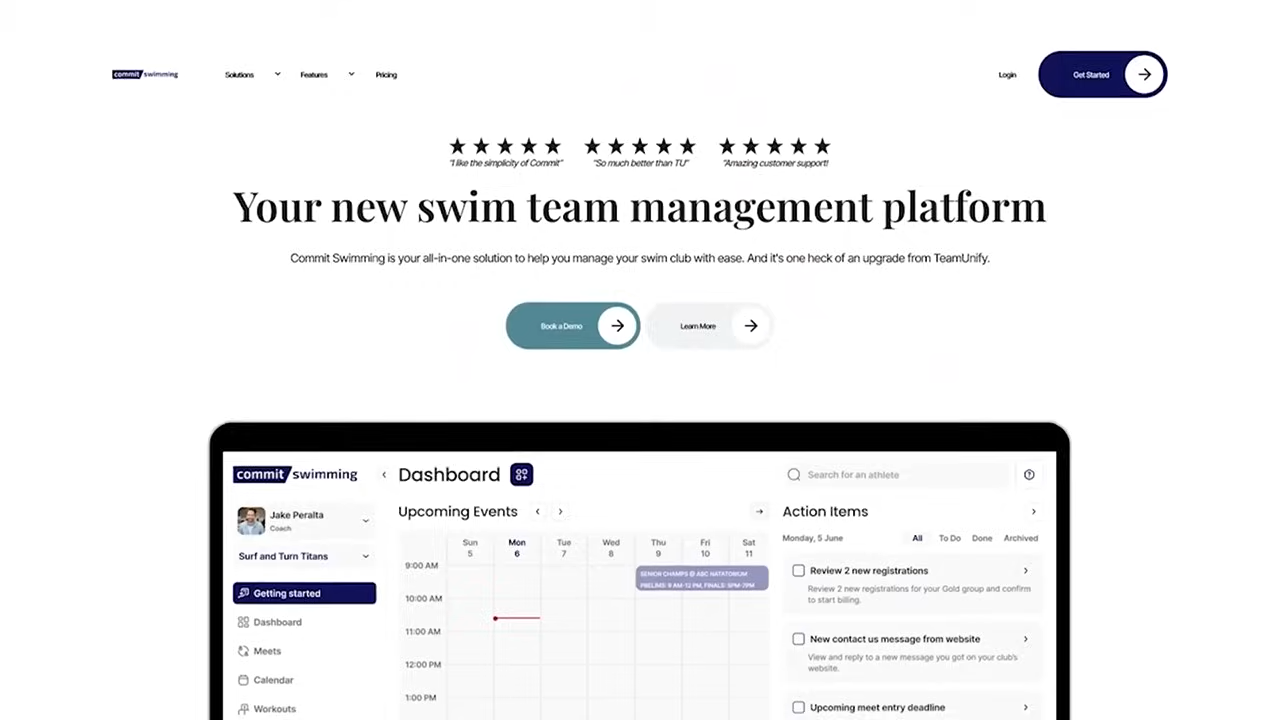 commit swimming
Solutions
Features
Pricing
Login
Get Started
"I like the simplicity of Commit"
"So much better than TU"
"Amazing customer support!
Your new swim team management platform
Commit Swimming is your all-in-one solution to help you manage your swim club with ease. And it's one heck of an upgrade from TeamUnify.
Book a Demo
Learn More
commit swimming
Jake Peralta
Coach
Surf and Turn Titans
Getting started
Dashboard
Meets
Calendar
Workouts
Dashboard
Search for an athlete
Upcoming Events
Sun Mon Tue Wed Thu Fri Sat
5 6 7 8 9 10 11
9:00 AM
SENIOR CHAMPS @ ABC NATATORIUM
PRELIMS: 9 AM-12 PM, FINALS: 5PM-7PM
10:00 AM
11:00 AM
12:00 PM
1:00 PM
Action Items
Monday, 5 June
All To Do Done Archived
Review 2 new registrations
Review 2 new registrations for your Gold group and confirm
to start billing.
New contact us message from website
View and reply to a new message you got on your club's
website.
Upcoming meet entry deadline